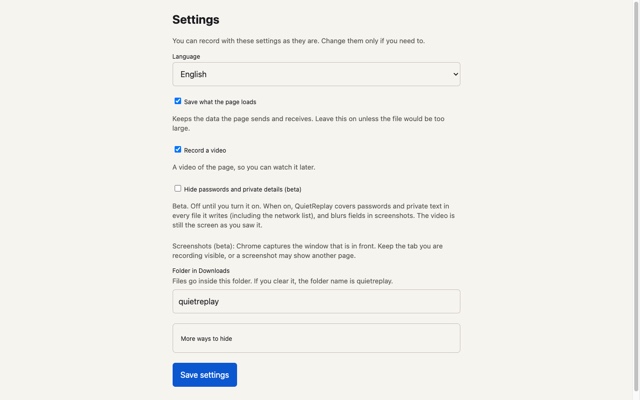 Settings
You can record with these settings as they are. Change them only if you need to.
Language
English
Save what the page loads
Keeps the data the page sends and receives. Leave this on unless the file would be too
large.
Record a video
A video of the page, so you can watch it later.
Hide passwords and private details (beta)
Beta. Off until you turn it on. When on, QuietReplay covers passwords and private text in
every file it writes (including the network list), and blurs fields in screenshots. The video is
still the screen as you saw it.
Screenshots (beta): Chrome captures the window that is in front. Keep the tab you are
recording visible, or a screenshot may show another page.
Folder in Downloads
Files go inside this folder. If you clear it, the folder name is quietreplay.
quietreplay
More ways to hide
Save settings